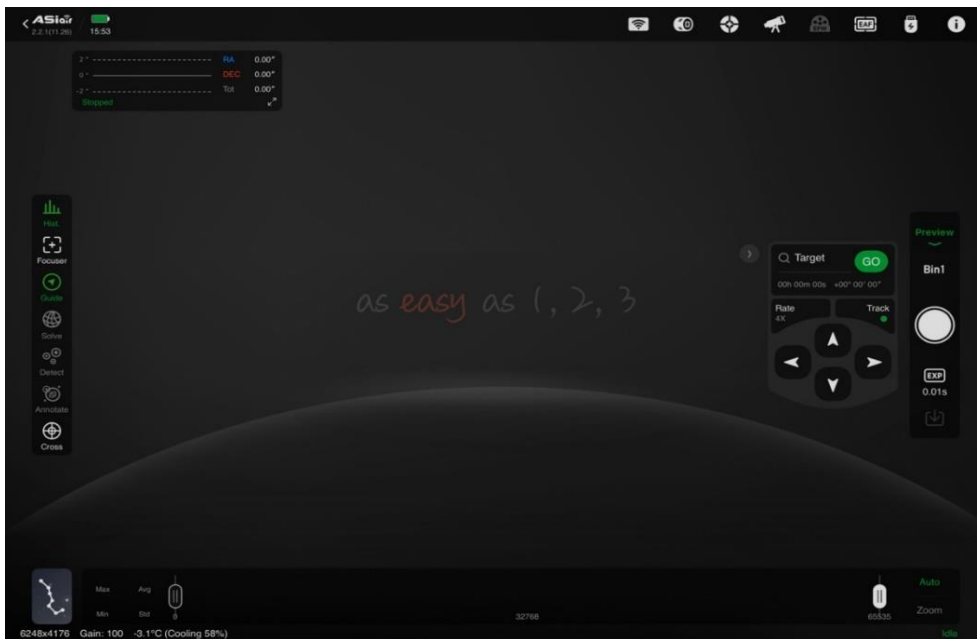 ASiair
2.2.1(11.26)
15:53
EFW
EAF
2" RA 0.00"
0" DEC 0.00"
-2" Tot 0.00"
Stopped
Hist.
Focuser
Guide
Solve
Detect
Annotate
Cross
as easy as 1, 2, 3
Target GO
00h 00m 00s +00° 00' 00"
Rate Track
4X
Preview
Bin1
EXP
0.01s
Max Avg
Min Std 0 32768 65535
Auto
Zoom
6248x4176 Gain: 100 -3.1°C (Cooling 58%) Idle